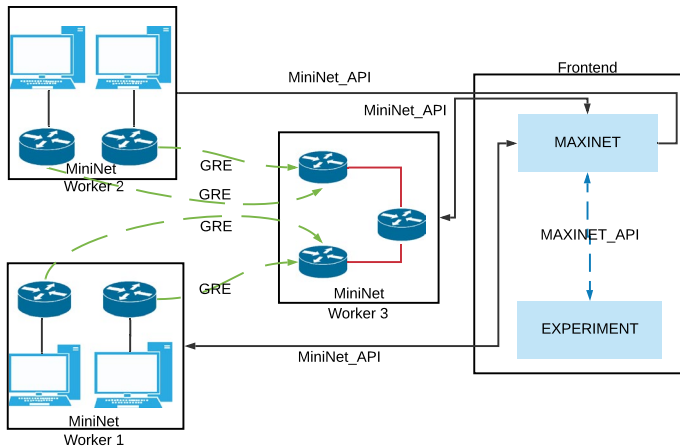 Frontend
MiniNet_API
MiniNet_API
MAXINET
MiniNet
Worker 2
GRE
GRE
GRE
GRE
MAXINET_API
MiniNet
Worker 3
EXPERIMENT
MiniNet_API
MiniNet
Worker 1